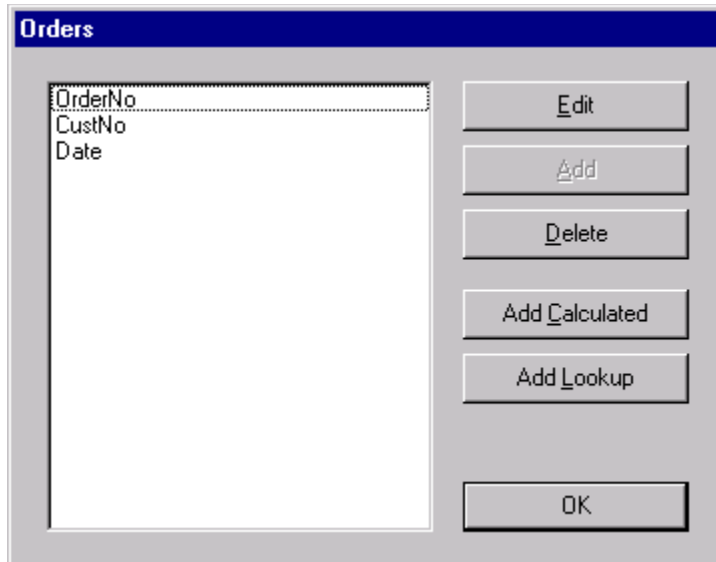 Orders
OrderNo
CustNo
Date
Edit
Add
Delete
Add Calculated
Add Lookup
OK